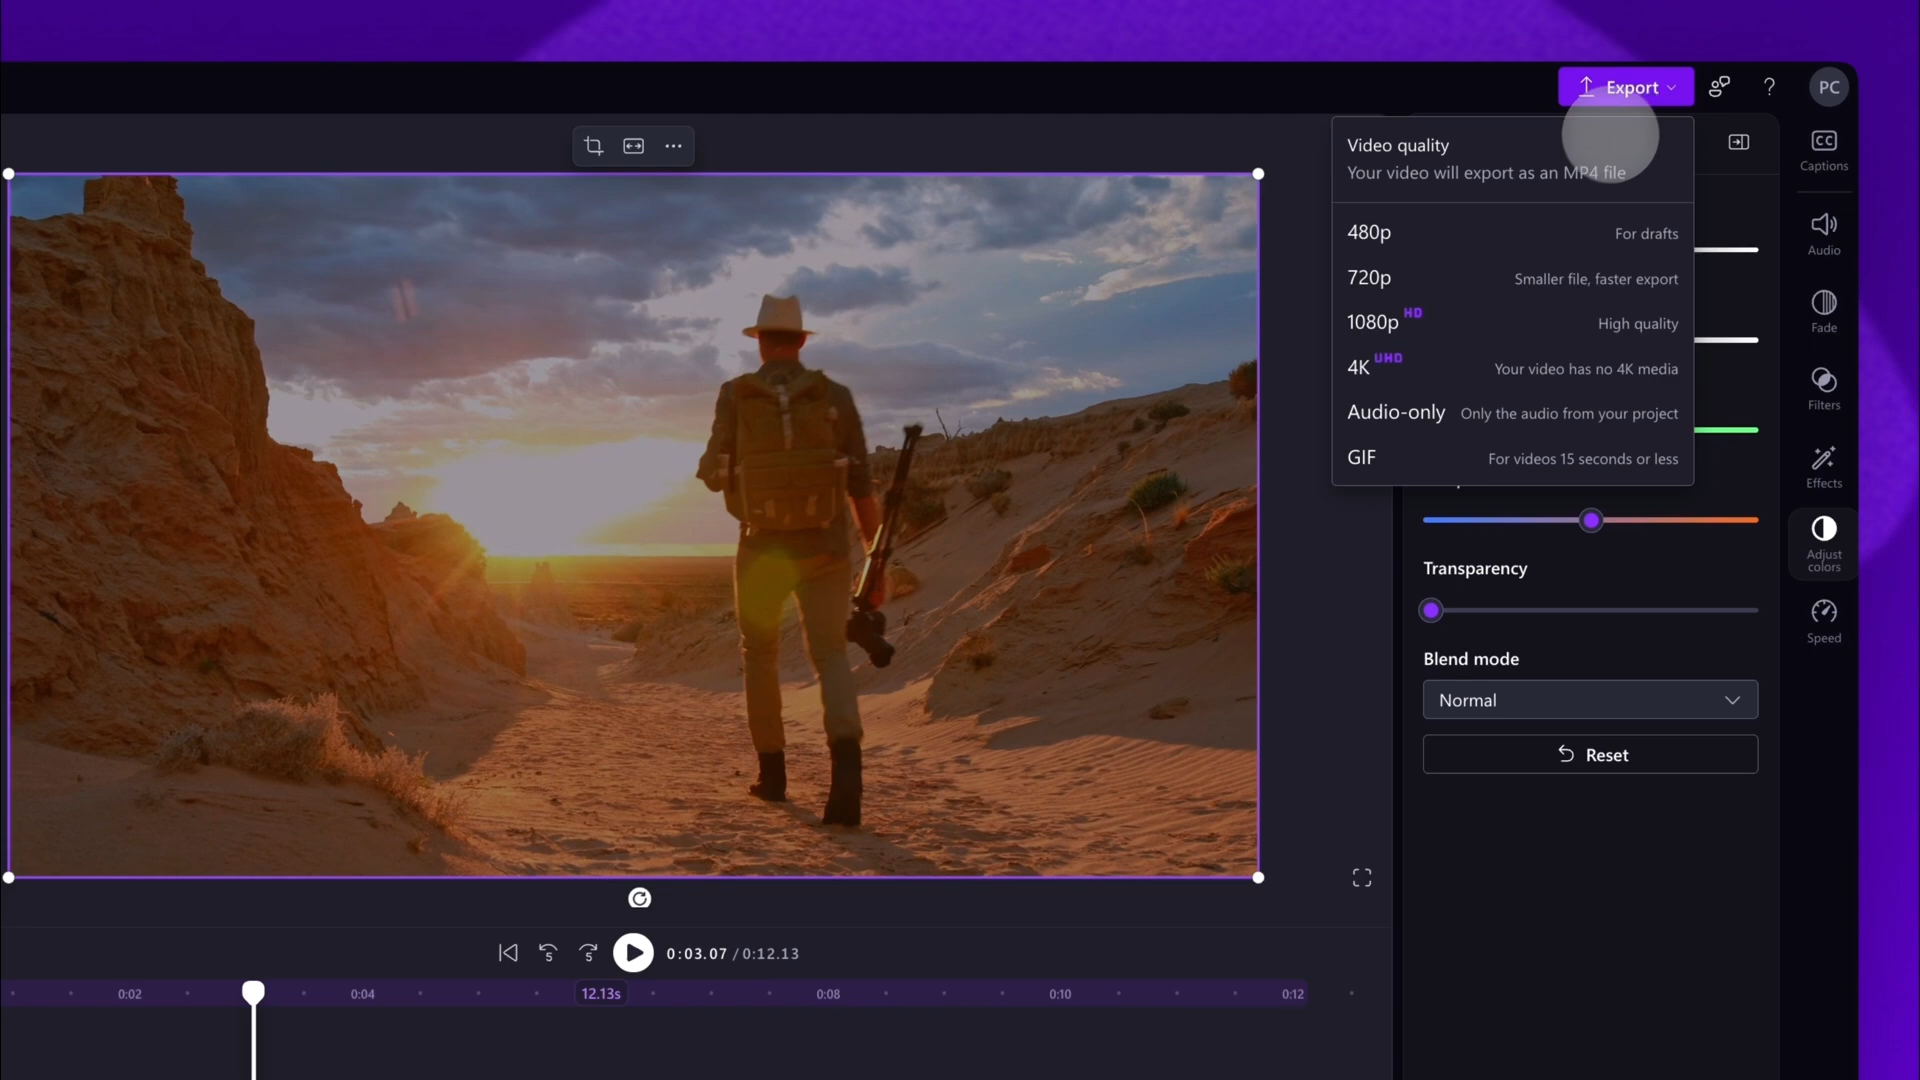 Export
?
PC
Video quality
Your video will export as an MP4 file
480p For drafts
720p Smaller file, faster export
1080p HD High quality
4K UHD Your video has no 4K media
Audio-only Only the audio from your project
GIF For videos 15 seconds or less
CC
Captions
Audio
Fade
Filters
Effects
Adjust
colors
Speed
Transparency
Blend mode
Normal
Reset
5
5
0:03.07 / 0:12.13
0:02 0:04 12.13s 0:08 0:10 0:12